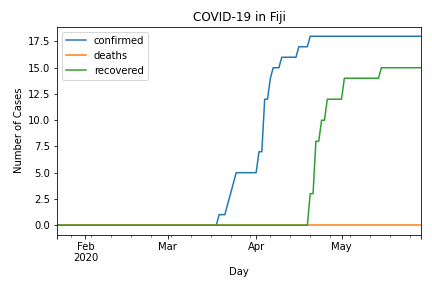 COVID-19 in Fiji
confirmed
deaths
recovered
Number of Cases
17.5
15.0
12.5
10.0
7.5
5.0
2.5
0.0
Feb
2020
Mar
Apr
May
Day